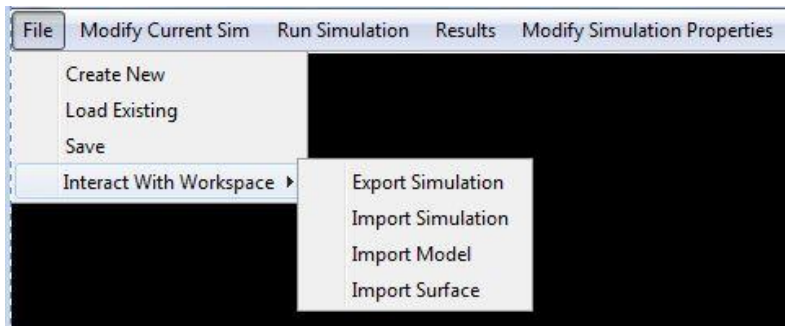 File Modify Current Sim Run Simulation Results Modify Simulation Properties
Create New
Load Existing
Save
Interact With Workspace
Export Simulation
Import Simulation
Import Model
Import Surface